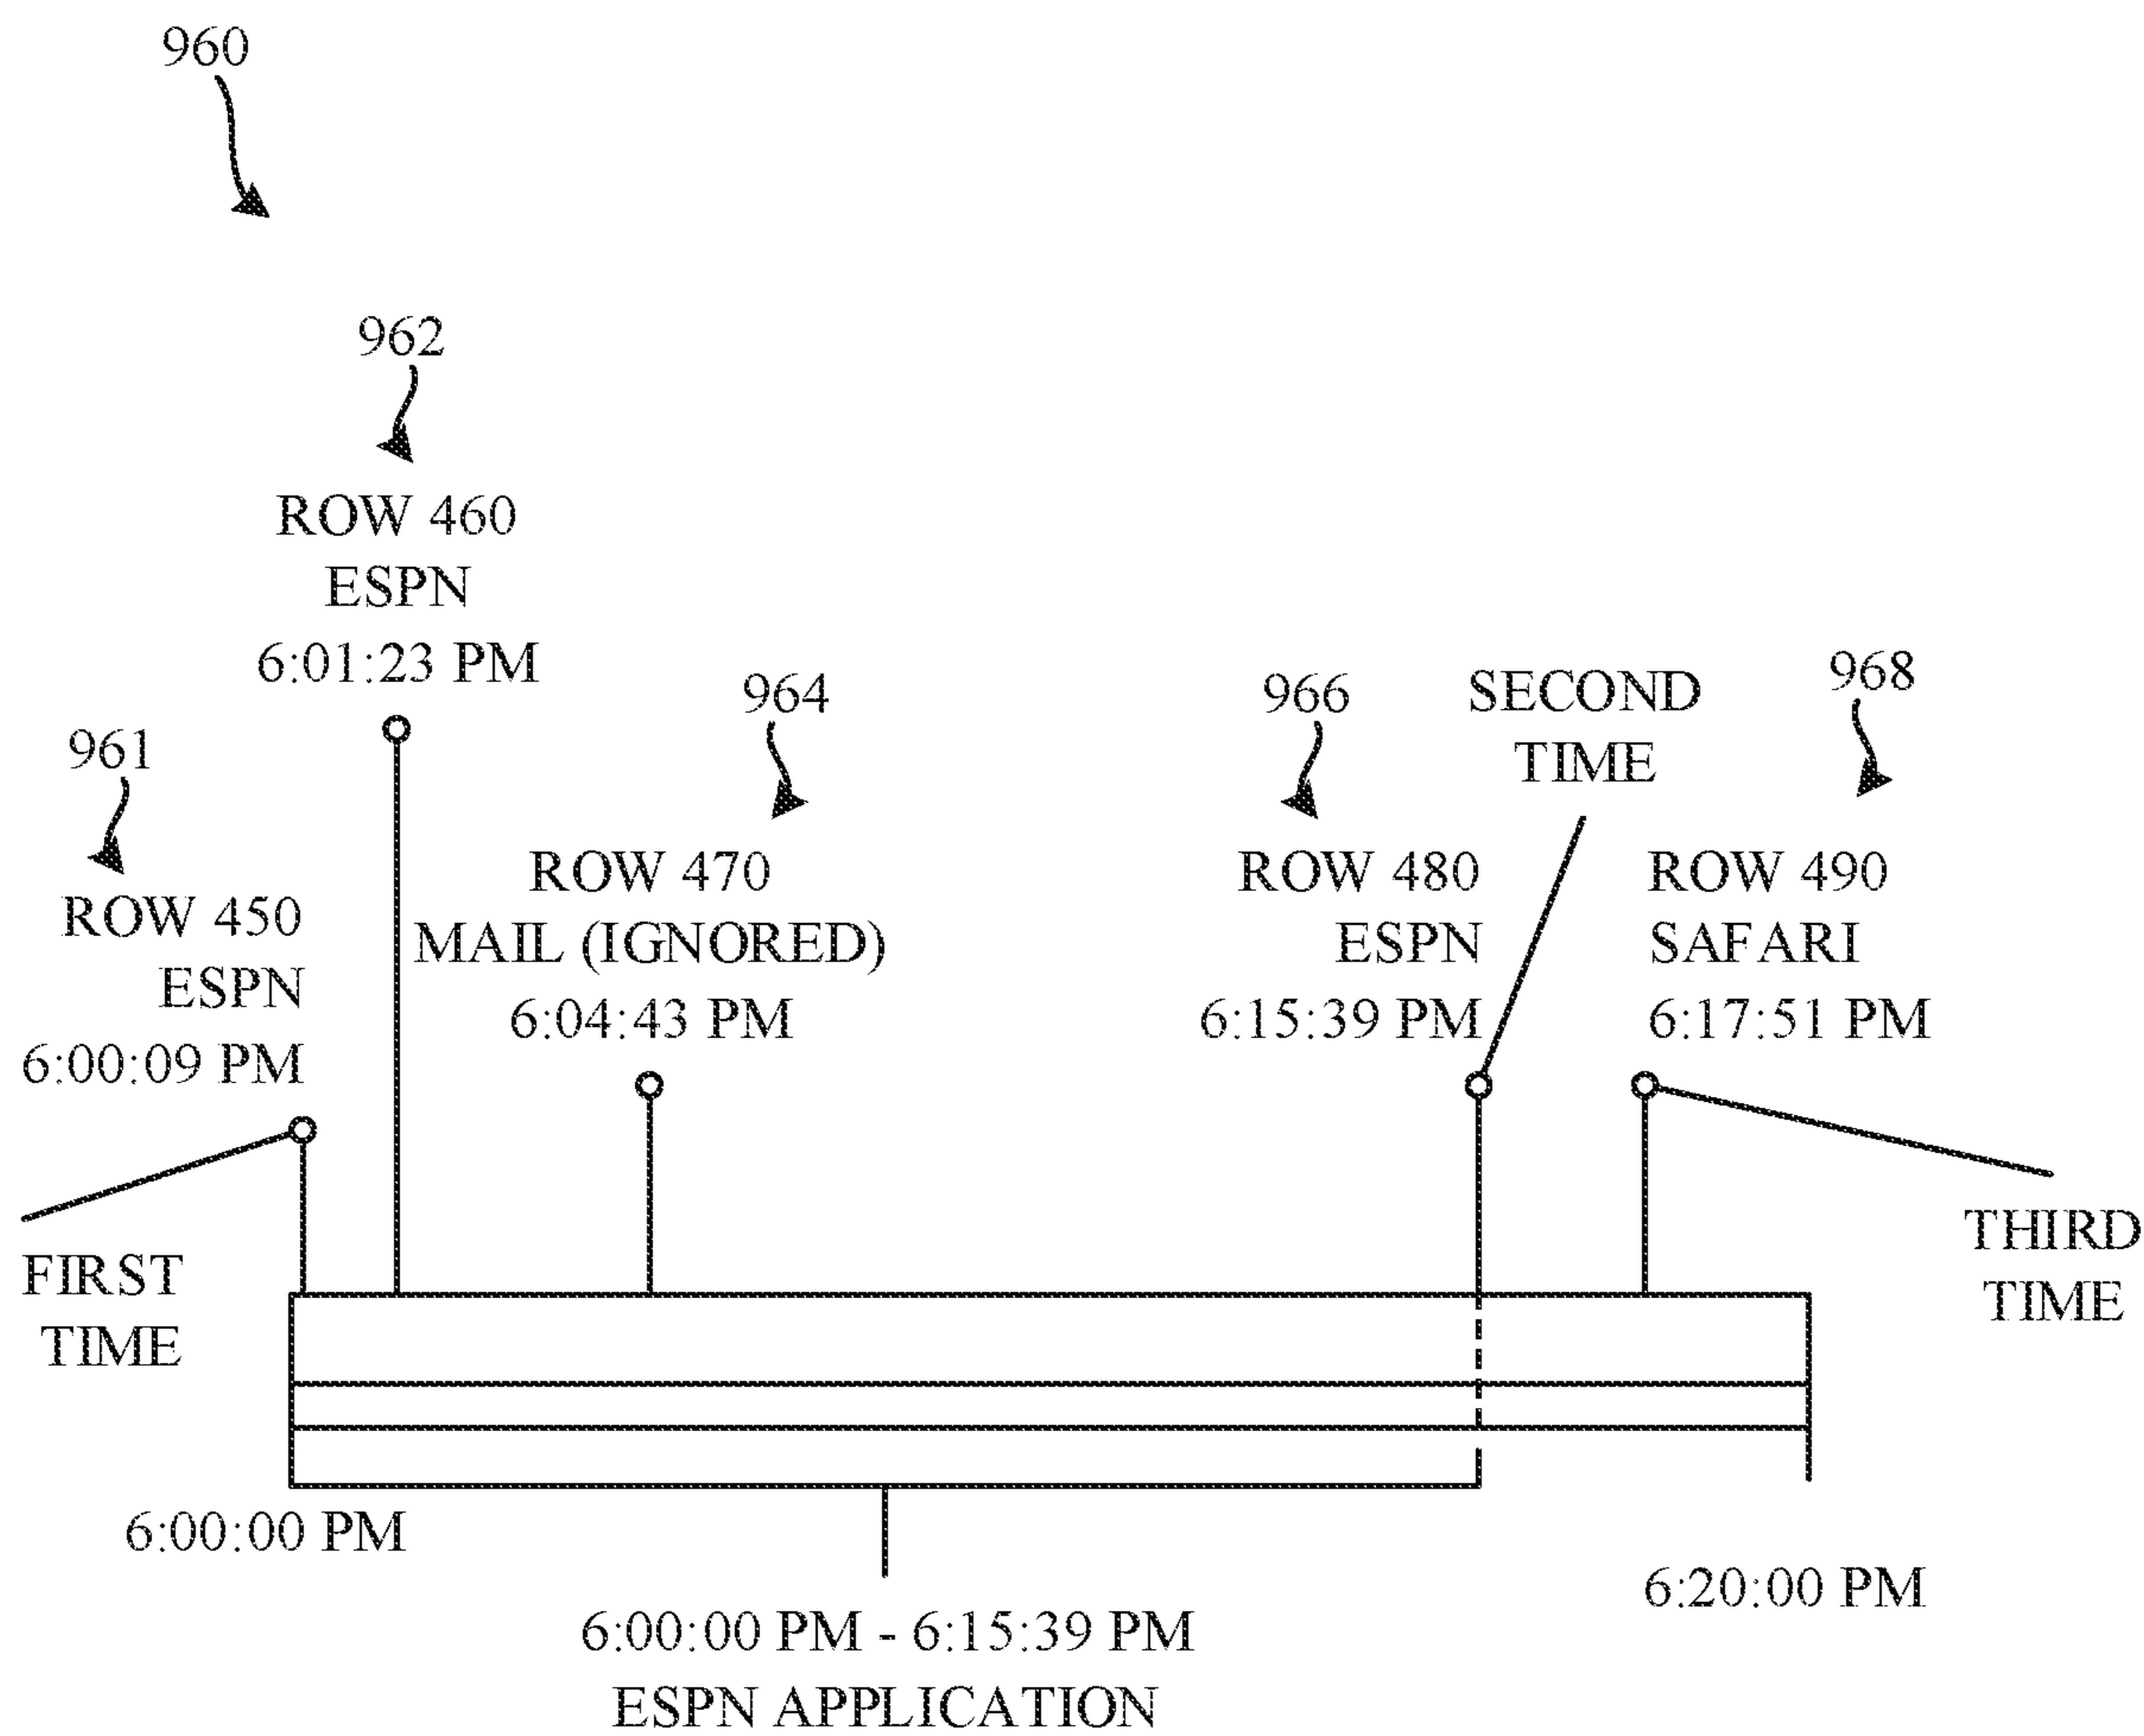 960
962
ROW 460
ESPN
6:01:23 PM
961
ROW 450
ESPN
6:00:09 PM
964
ROW 470
MAIL (IGNORED)
6:04:43 PM
966
ROW 480
ESPN
6:15:39 PM
SECOND
TIME
968
ROW 490
SAFARI
6:17:51 PM
FIRST
TIME
THIRD
TIME
6:00:00 PM
6:00:00 PM - 6:15:39 PM
ESPN APPLICATION
6:20:00 PM